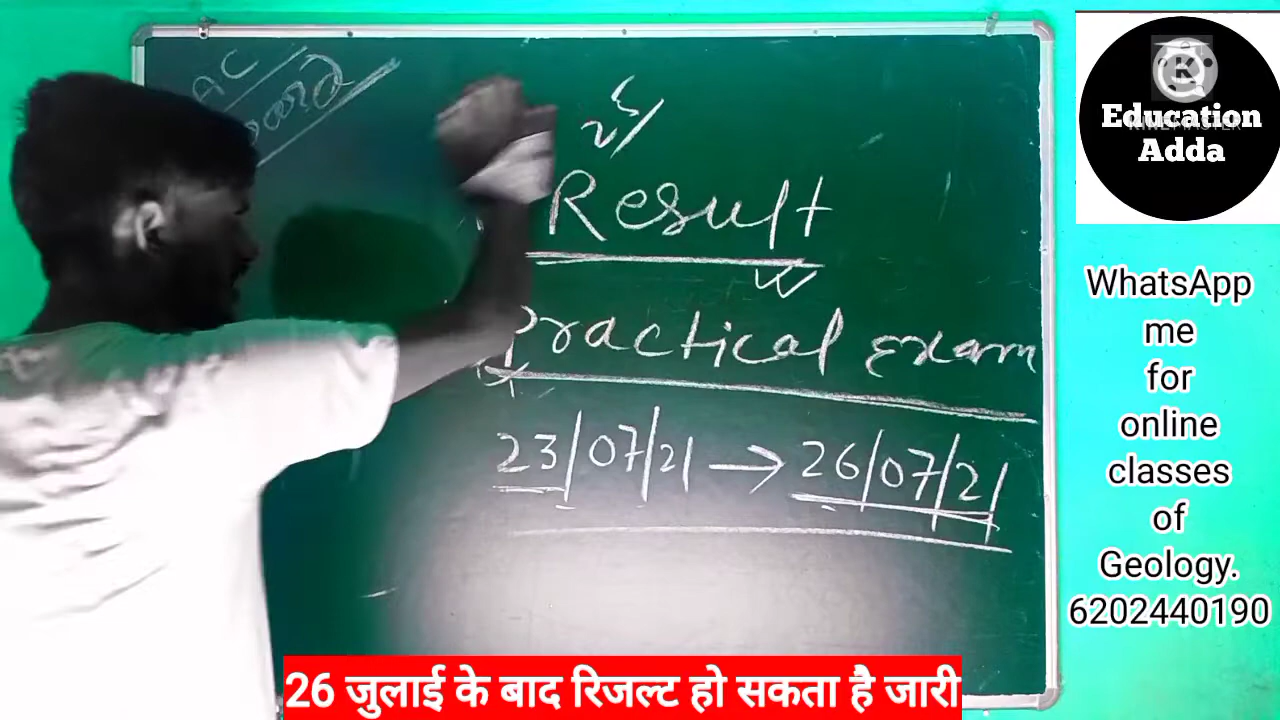 AC
Result
Practical exam
23/07/21 → 26/07/21
Education
Adda
WhatsApp
me
for
online
classes
of
Geology.
6202440190
26 जुलाई के बाद रिजल्ट हो सकता है जारी